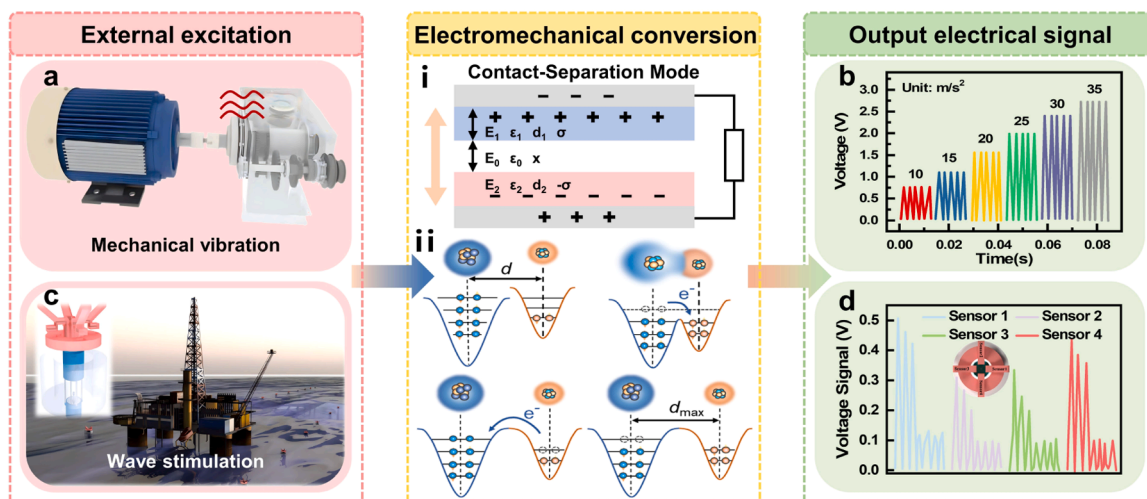 External excitation
a
Mechanical vibration
c
Wave stimulation
Electromechanical conversion
i
Contact-Separation Mode
− − −
+ + + + + +
E₁ ε₁ d₁ σ
E₀ ε₀ x
E₂ ε₂ d₂ -σ
− − − − − −
+ + +
ii
d
e⁻
e⁻
dmax
Output electrical signal
b
Unit: m/s²
10
15
20
25
30
35
Voltage (V)
3.0
2.5
2.0
1.5
1.0
0.5
0.0
0.00 0.02 0.04 0.06 0.08
Time(s)
d
Sensor 1 Sensor 2
Sensor 3 Sensor 4
Voltage Signal (V)
0.5
0.4
0.3
0.2
0.1
0.0